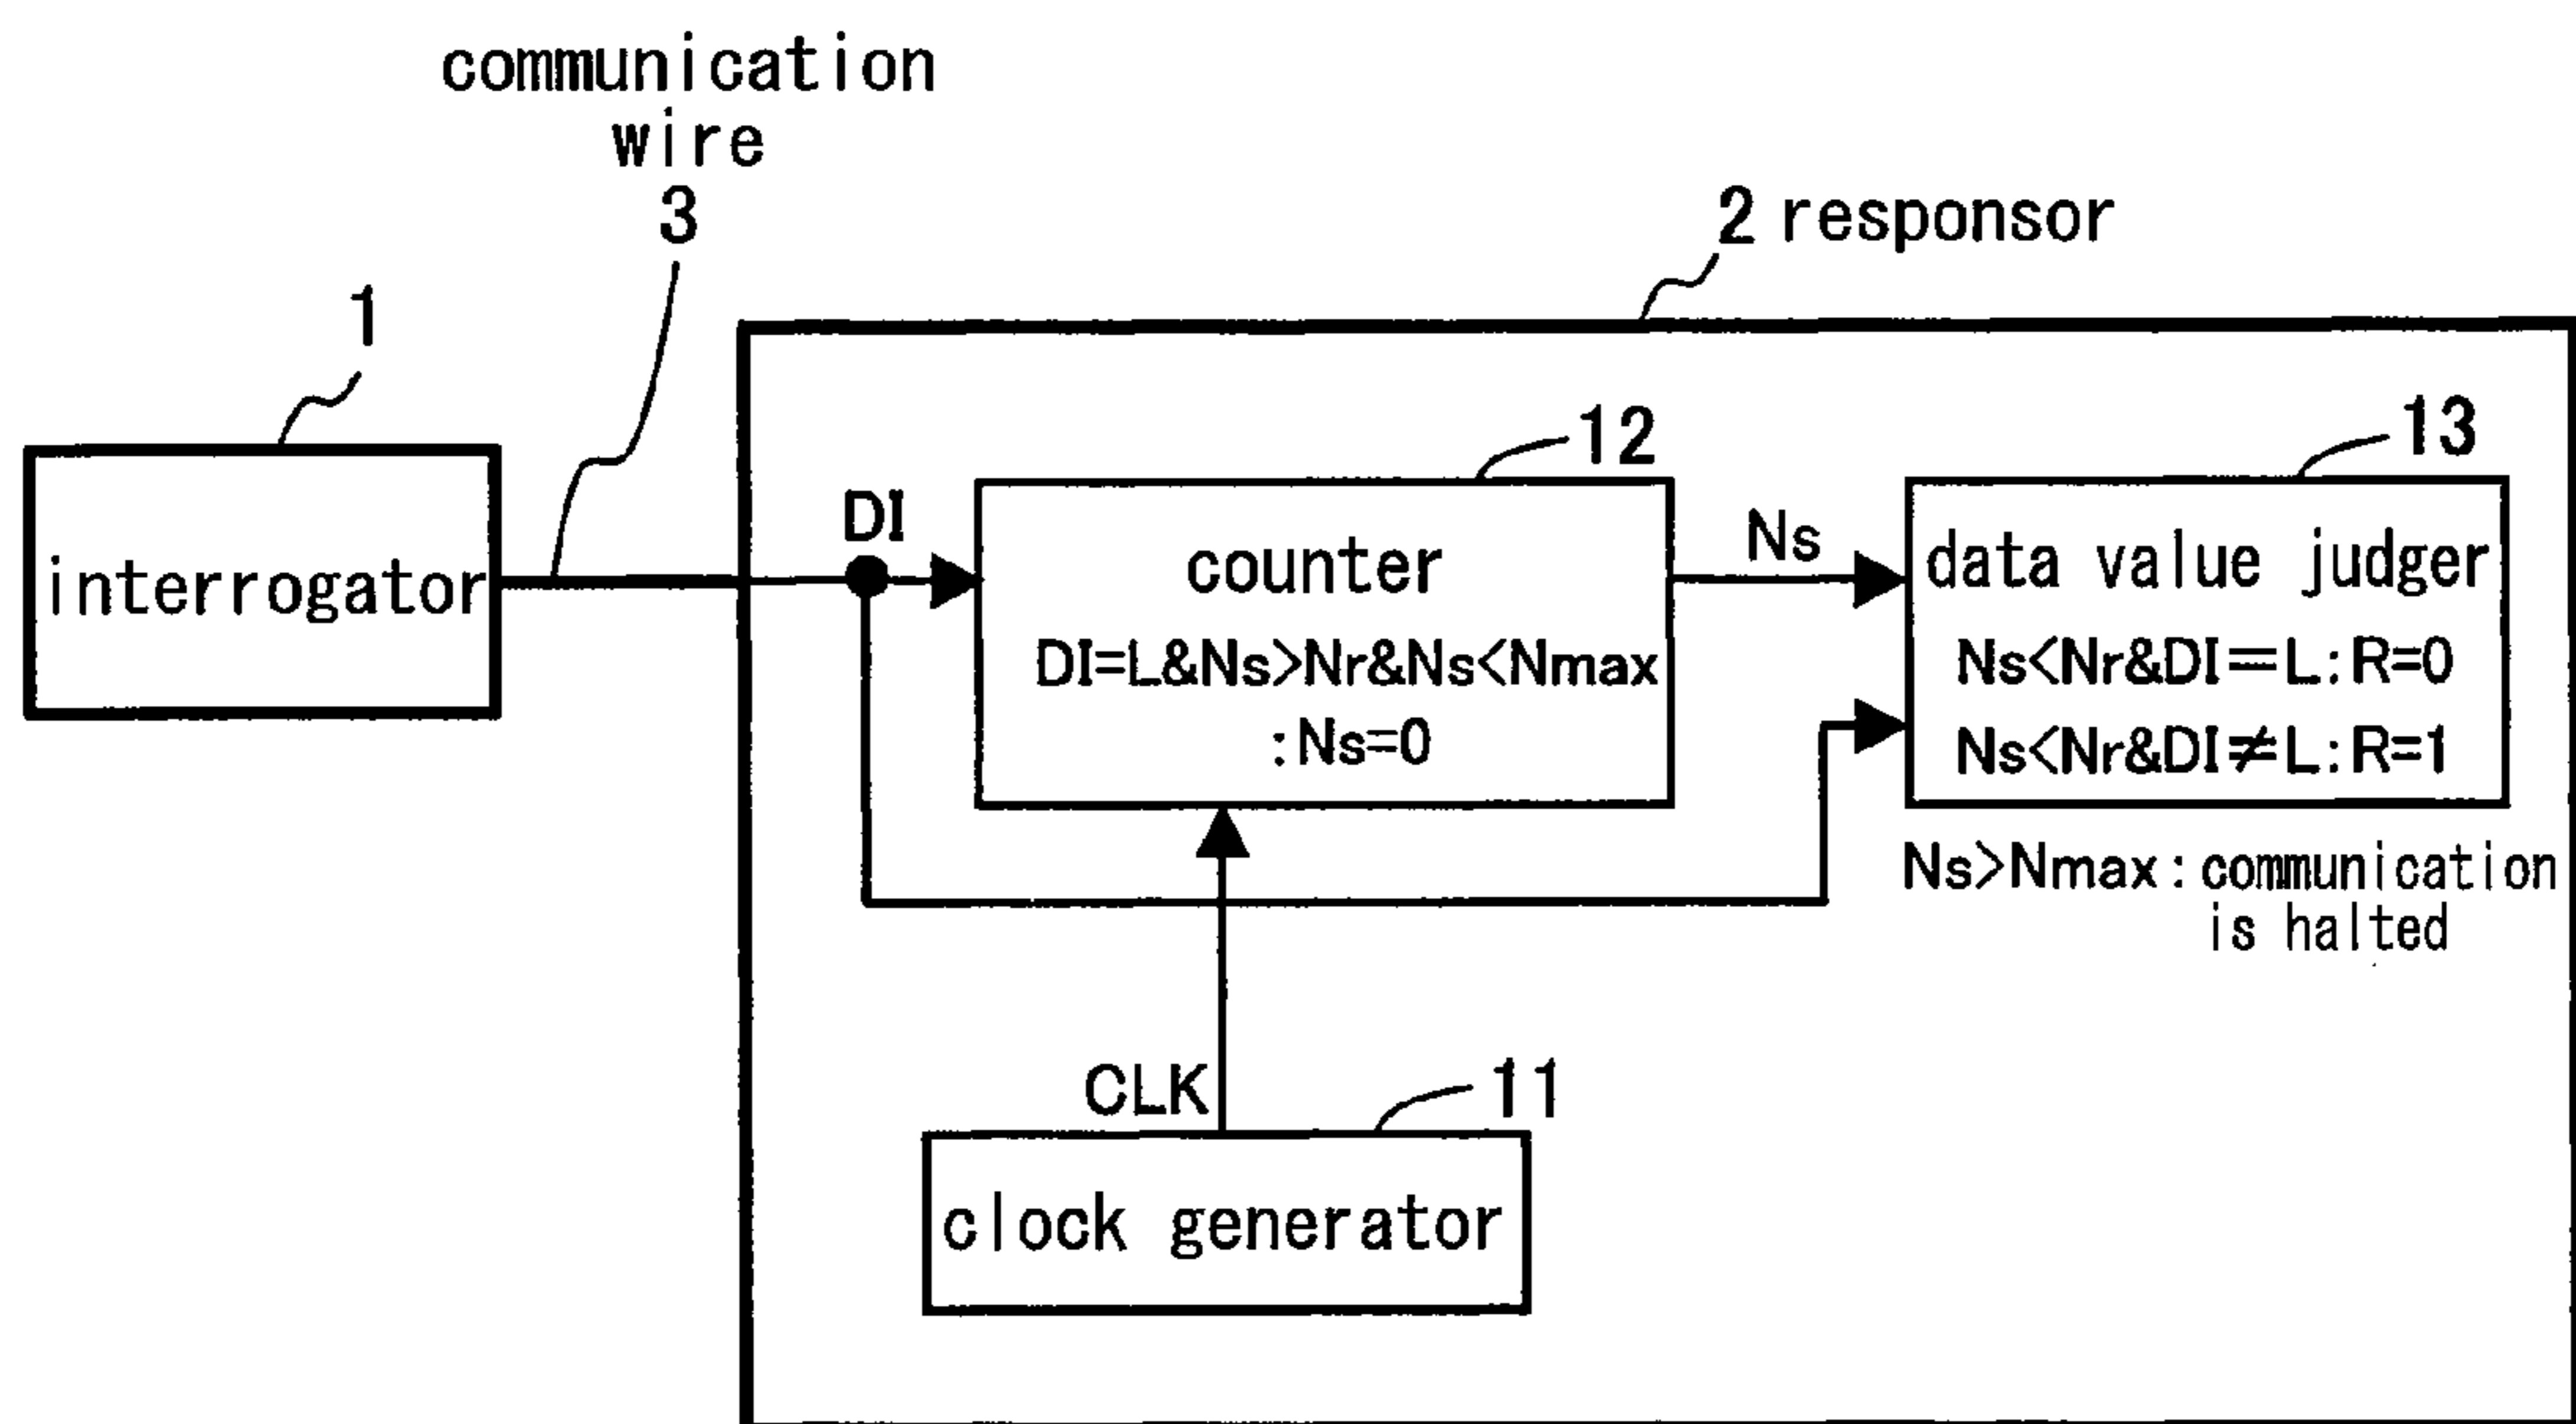 communication
wire
3
2 responsor
1
12
13
DI
Ns
interrogator
counter
DI=L&Ns>Nr&Ns<Nmax
:Ns=0
data value judger
Ns<Nr&DI=L:R=0
Ns<Nr&DI≠L:R=1
Ns>Nmax:communication
is halted
CLK
11
clock generator